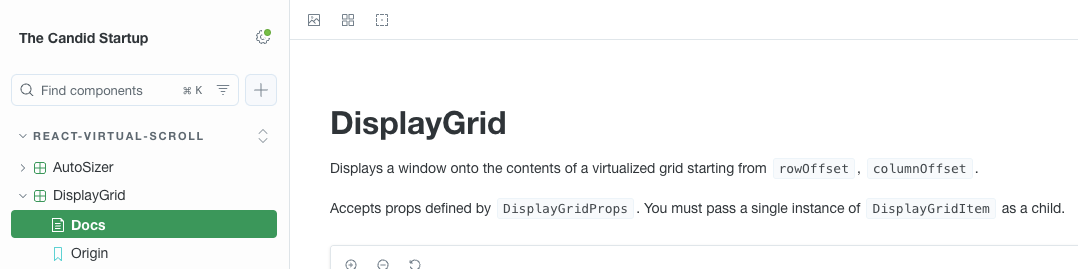 The Candid Startup
Find components ⌘ K
REACT-VIRTUAL-SCROLL
AutoSizer
DisplayGrid
Docs
Origin
DisplayGrid
Displays a window onto the contents of a virtualized grid starting from rowOffset , columnOffset .
Accepts props defined by DisplayGridProps . You must pass a single instance of DisplayGridItem as a child.